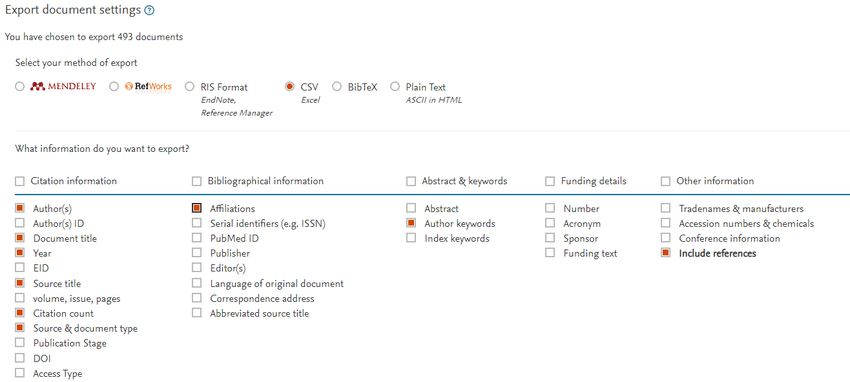 Export document settings ?
You have chosen to export 493 documents
Select your method of export
MENDELEY RefWorks RIS Format CSV BibTeX Plain Text
EndNote, Excel ASCII in HTML
Reference Manager
What information do you want to export?
Citation information Bibliographical information Abstract & keywords Funding details Other information
Author(s) Affiliations Abstract Number Tradenames & manufacturers
Author(s) ID Serial identifiers (e.g. ISSN) Author keywords Acronym Accession numbers & chemicals
Document title PubMed ID Index keywords Sponsor Conference information
Year Publisher Funding text Include references
EID Editor(s)
Source title Language of original document
volume, issue, pages Correspondence address
Citation count Abbreviated source title
Source & document type
Publication Stage
DOI
Access Type